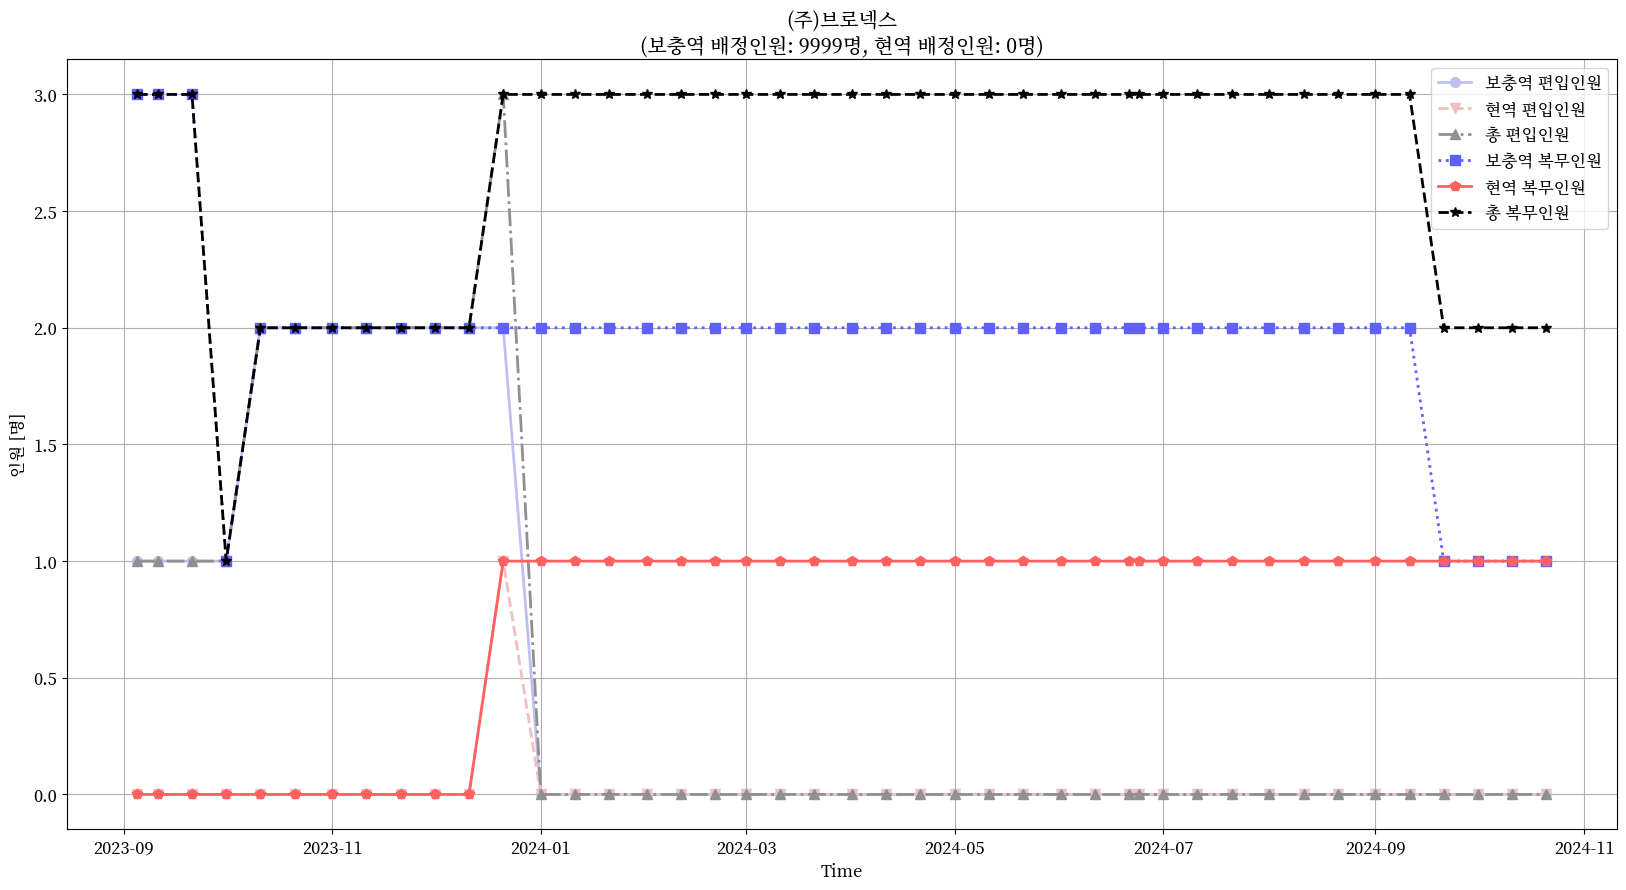 (주)브로넥스
(보충역 배정인원: 9999명, 현역 배정인원: 0명)
보충역 편입인원
현역 편입인원
총 편입인원
보충역 복무인원
현역 복무인원
총 복무인원
인원 [명]
3.0
2.5
2.0
1.5
1.0
0.5
0.0
2023-09
2023-11
2024-01
2024-03
2024-05
2024-07
2024-09
2024-11
Time